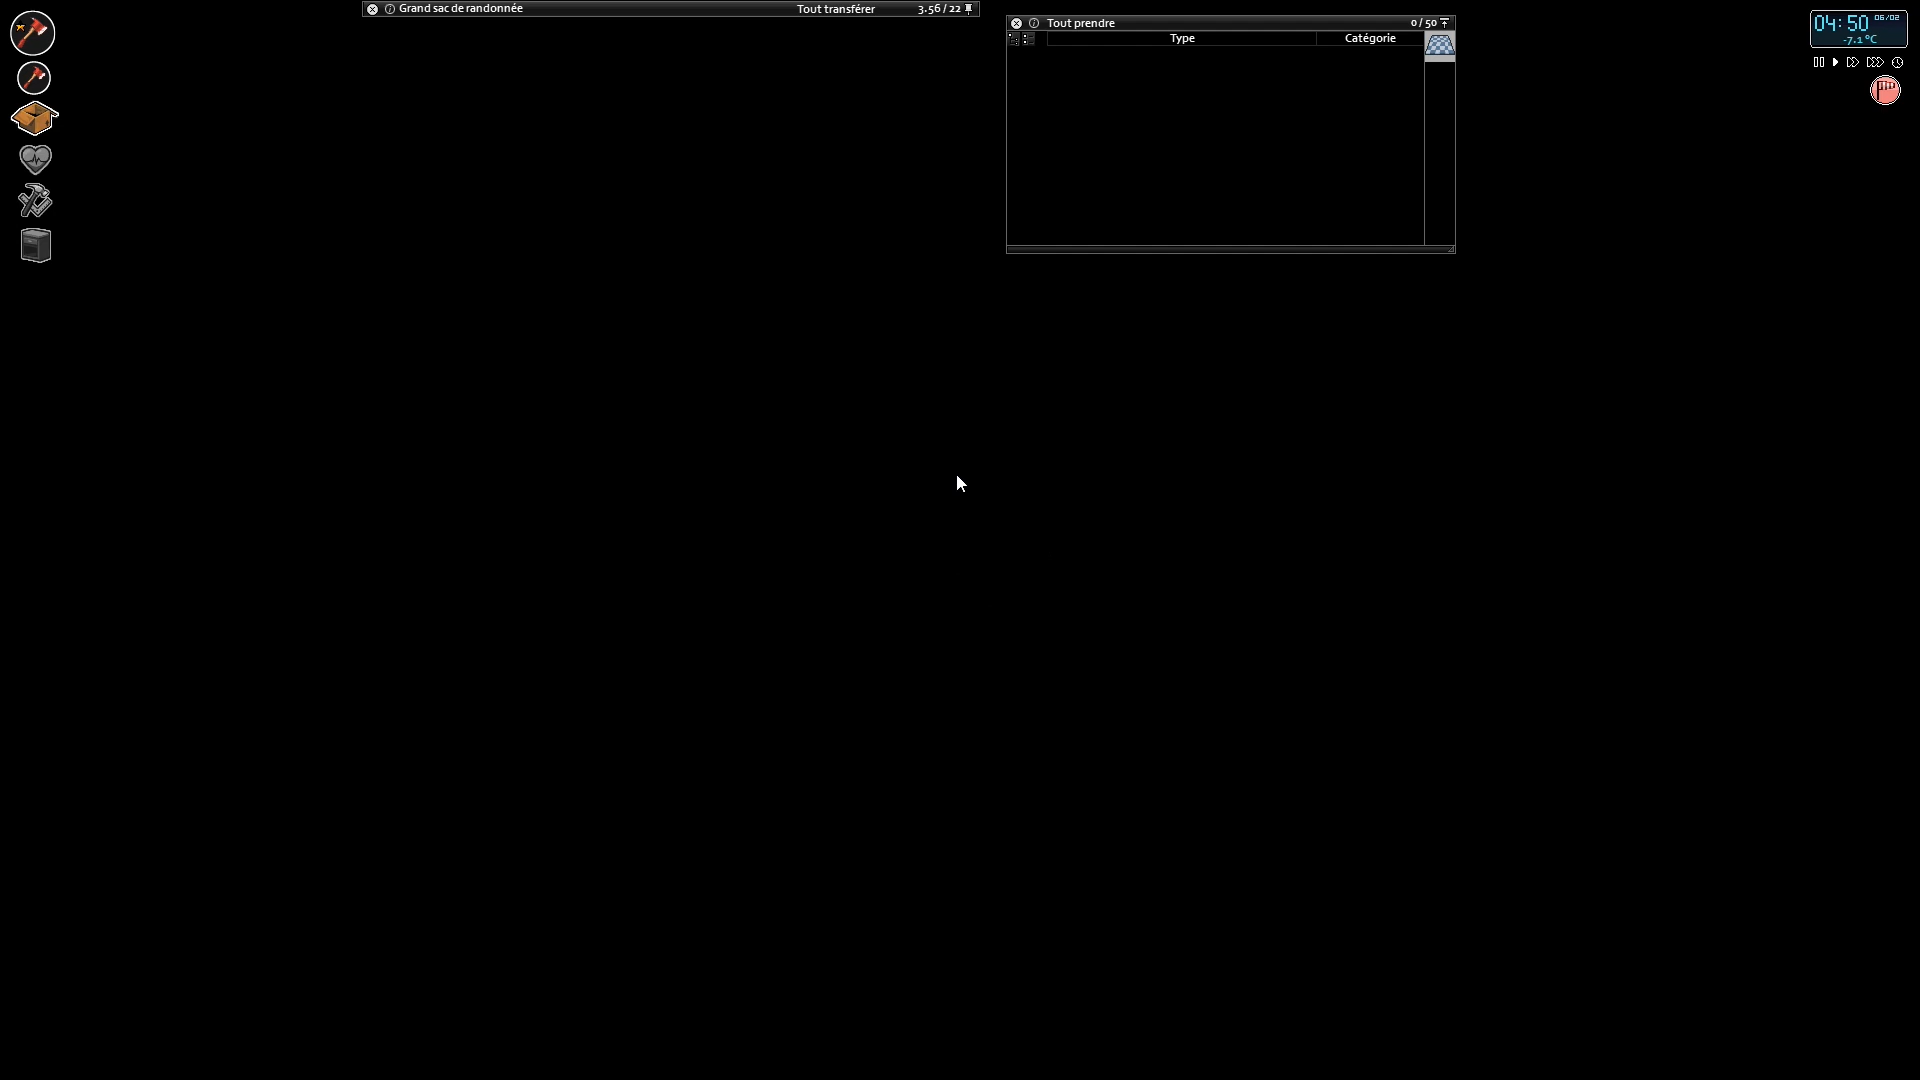 Grand sac de randonnée Tout transférer 3.56 / 22
Tout prendre 0 / 50
Type Catégorie
04:50 06/02
-7.1°C